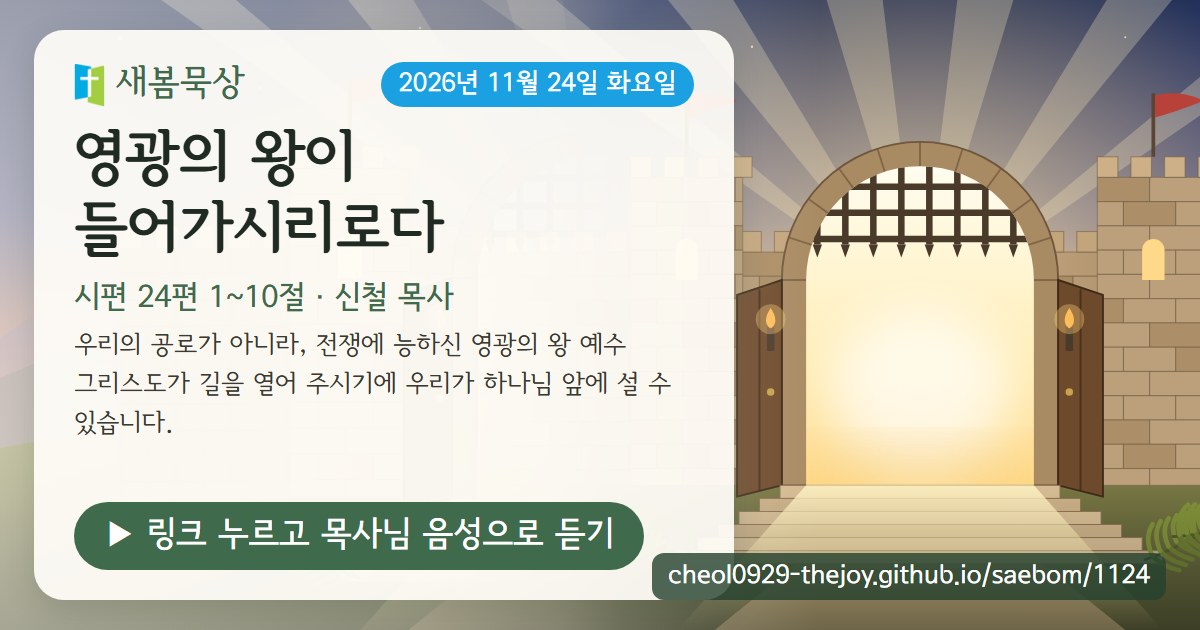 새봄묵상
2026년 11월 24일 화요일
영광의 왕이
들어가시리로다
시편 24편 1~10절 · 신철 목사
우리의 공로가 아니라, 전쟁에 능하신 영광의 왕 예수
그리스도가 길을 열어 주시기에 우리가 하나님 앞에 설 수
있습니다.
▶ 링크 누르고 목사님 음성으로 듣기
cheol0929-thejoy.github.io/saebom/1124